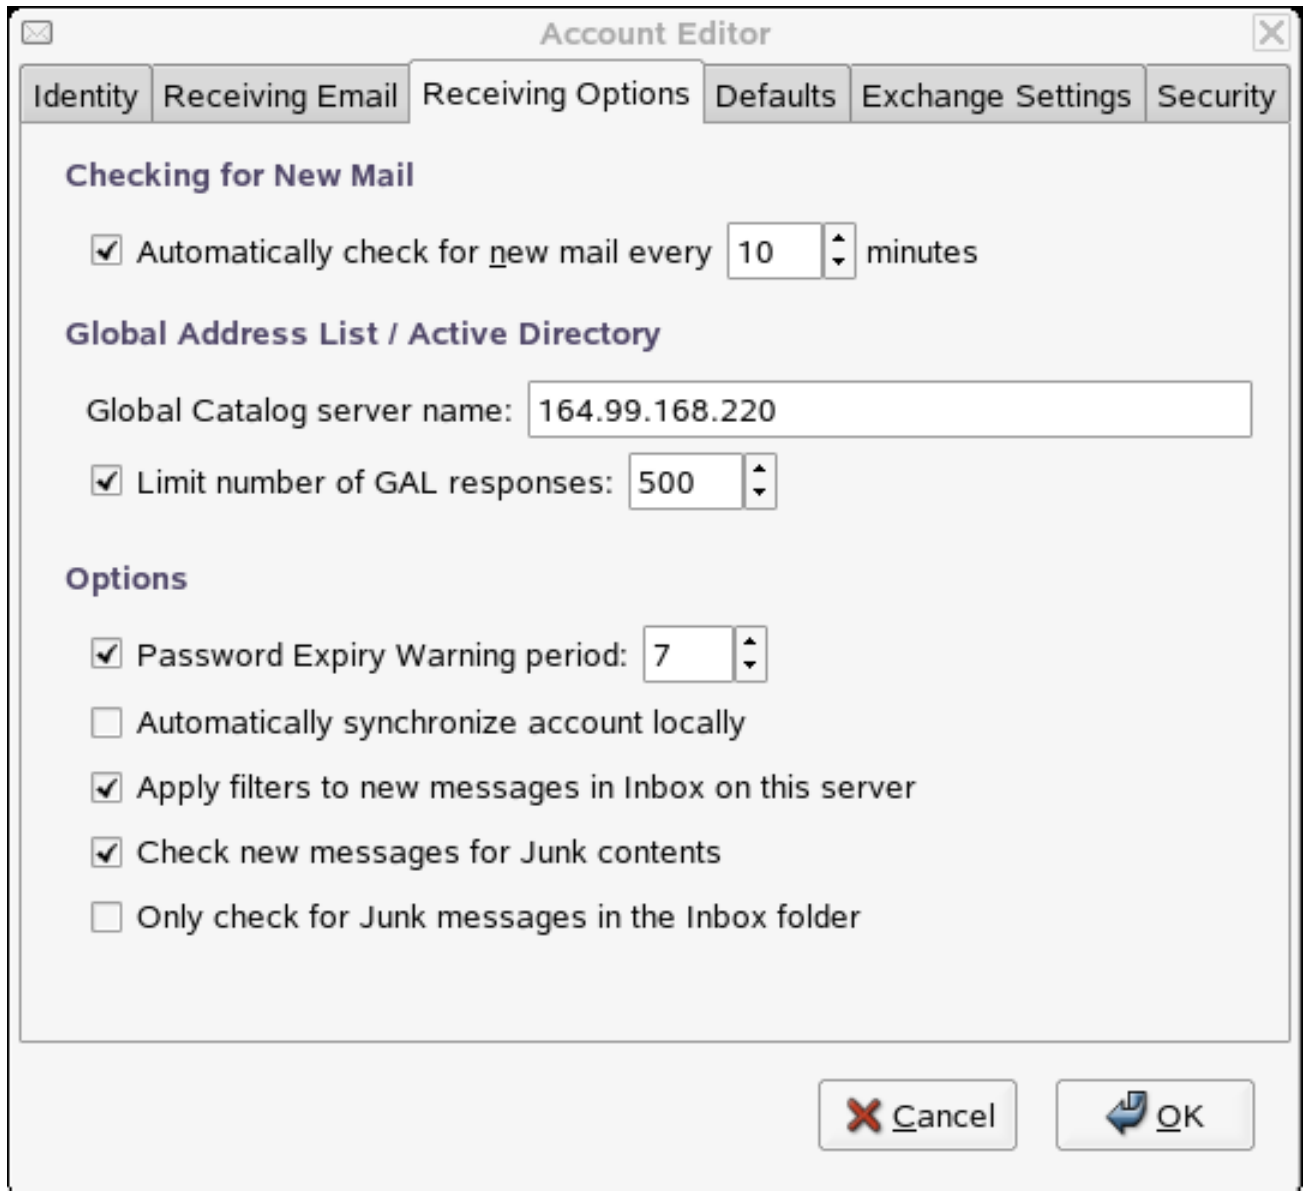 Account Editor
Identity Receiving Email Receiving Options Defaults Exchange Settings Security
Checking for New Mail
Automatically check for new mail every 10 minutes
Global Address List / Active Directory
Global Catalog server name: 164.99.168.220
Limit number of GAL responses: 500
Options
Password Expiry Warning period: 7
Automatically synchronize account locally
Apply filters to new messages in Inbox on this server
Check new messages for Junk contents
Only check for Junk messages in the Inbox folder
Cancel OK